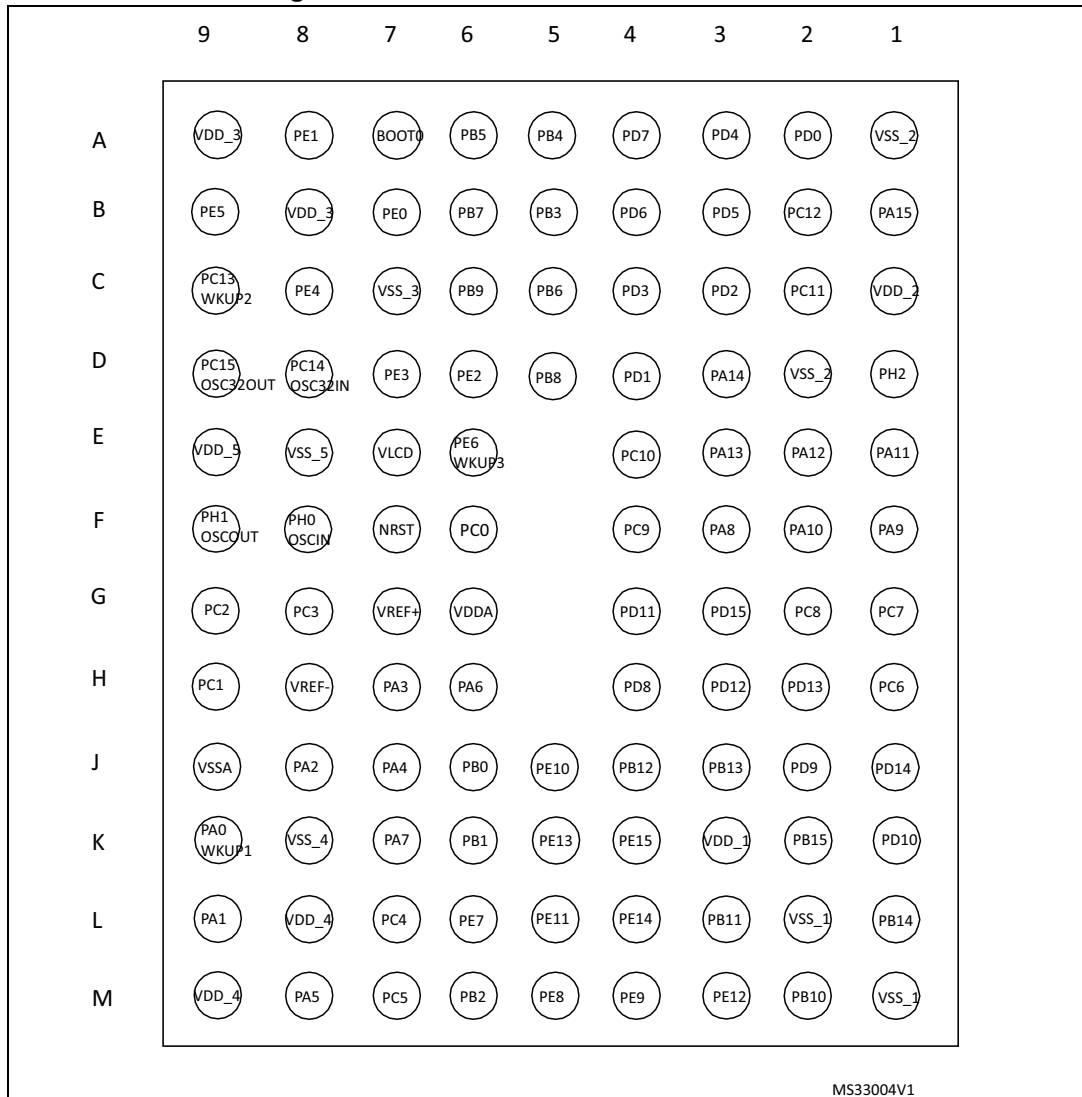 9 8 7 6 5 4 3 2 1
A VDD_3 PE1 BOOT0 PB5 PB4 PD7 PD4 PD0 VSS_2
B PE5 VDD_3 PE0 PB7 PB3 PD6 PD5 PC12 PA15
C PC13 WKUP2 PE4 VSS_3 PB9 PB6 PD3 PD2 PC11 VDD_2
D PC15 OSC32OUT PC14 OSC32IN PE3 PE2 PB8 PD1 PA14 VSS_2 PH2
E VDD_5 VSS_5 VLCD PE6 WKUP3 PC10 PA13 PA12 PA11
F PH1 OSCOUT PH0 OSCIN NRST PC0 PC9 PA8 PA10 PA9
G PC2 PC3 VREF+ VDDA PD11 PD15 PC8 PC7
H PC1 VREF- PA3 PA6 PD8 PD12 PD13 PC6
J VSSA PA2 PA4 PB0 PE10 PB12 PB13 PD9 PD14
K PA0 WKUP1 VSS_4 PA7 PB1 PE13 PE15 VDD_1 PB15 PD10
L PA1 VDD_4 PC4 PE7 PE11 PE14 PB11 VSS_1 PB14
M VDD_4 PA5 PC5 PB2 PE8 PE9 PE12 PB10 VSS_1
MS33004V1